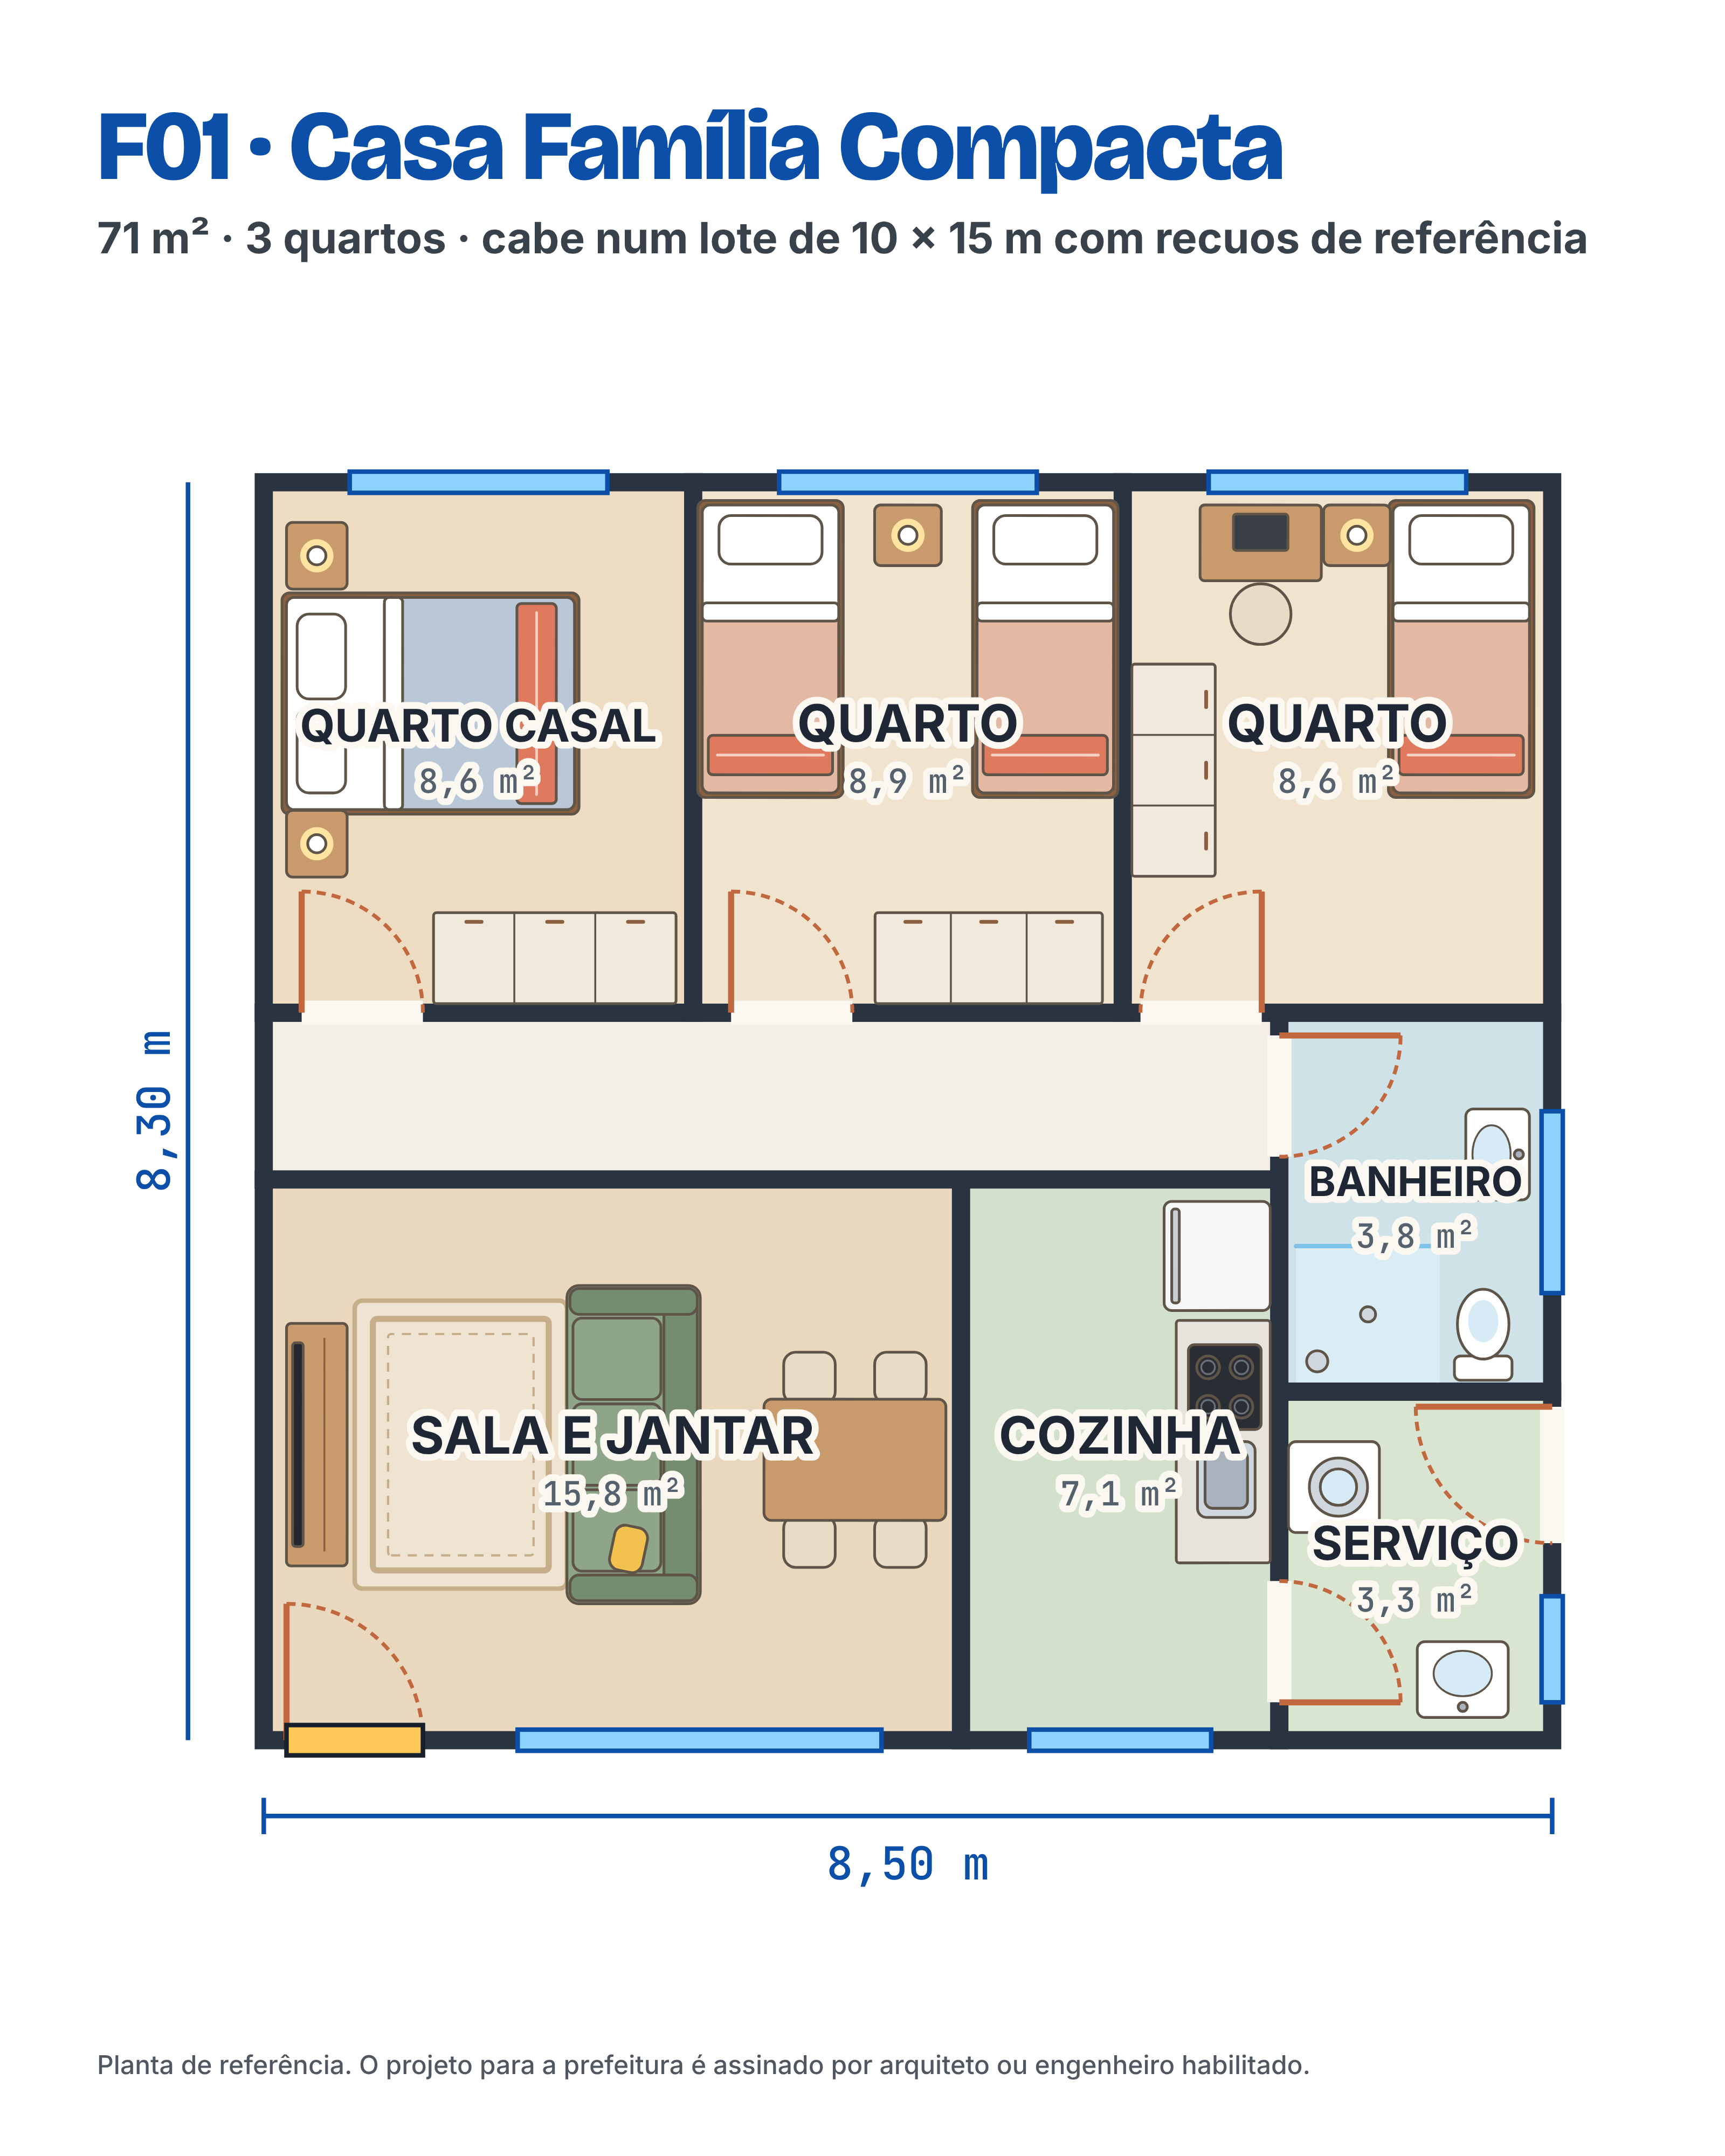 F01 · Casa Família Compacta
71 m² · 3 quartos · cabe num lote de 10 × 15 m com recuos de referência
QUARTO CASAL
8,6 m²
QUARTO
8,9 m²
QUARTO
8,6 m²
8,30 m
BANHEIRO
3,8 m²
SALA E JANTAR
15,8 m²
COZINHA
7,1 m²
SERVIÇO
3,3 m²
8,50 m
Planta de referência. O projeto para a prefeitura é assinado por arquiteto ou engenheiro habilitado.